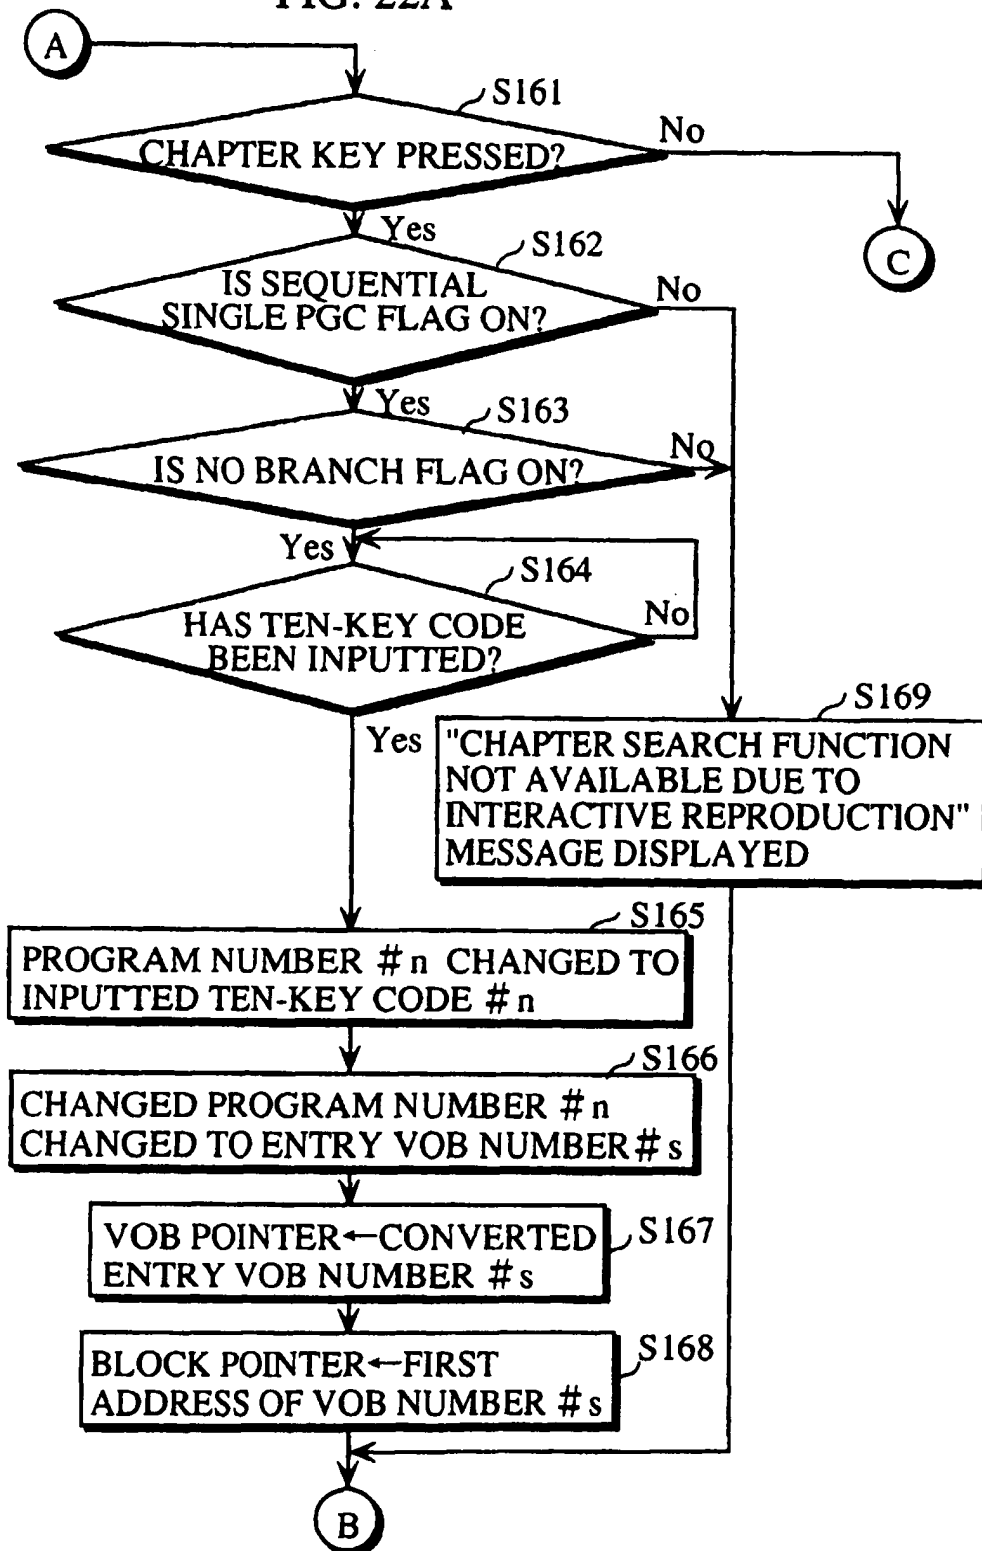 FIG. 22A
A
S161
CHAPTER KEY PRESSED?
No
Yes
C
S162
IS SEQUENTIAL
SINGLE PGC FLAG ON?
No
Yes
S163
IS NO BRANCH FLAG ON?
No
Yes
S164
HAS TEN-KEY CODE
BEEN INPUTTED?
No
Yes
S169
"CHAPTER SEARCH FUNCTION
NOT AVAILABLE DUE TO
INTERACTIVE REPRODUCTION"
MESSAGE DISPLAYED
S165
PROGRAM NUMBER #n CHANGED TO
INPUTTED TEN-KEY CODE #n
S166
CHANGED PROGRAM NUMBER #n
CHANGED TO ENTRY VOB NUMBER #s
S167
VOB POINTER←CONVERTED
ENTRY VOB NUMBER #s
S168
BLOCK POINTER←FIRST
ADDRESS OF VOB NUMBER #s
B